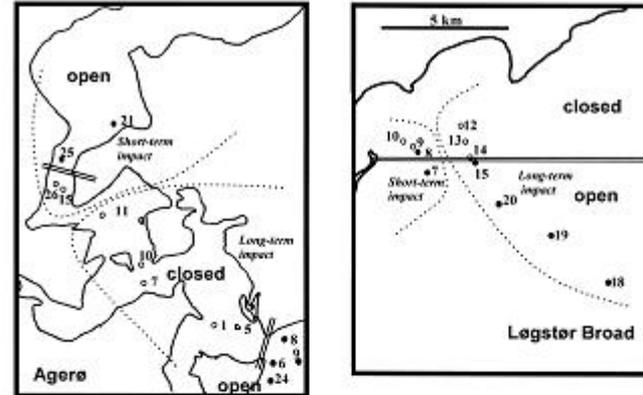 open
21
Short-term
impact
25
26
15
11
Long-term
impact
10
closed
7
1
5
8
9
6
24
Agerø
open
5 km
closed
12
10
9
13
8
14
7
15
Short-term
impact
Long-term
impact
20
open
19
18
Løgstør Broad